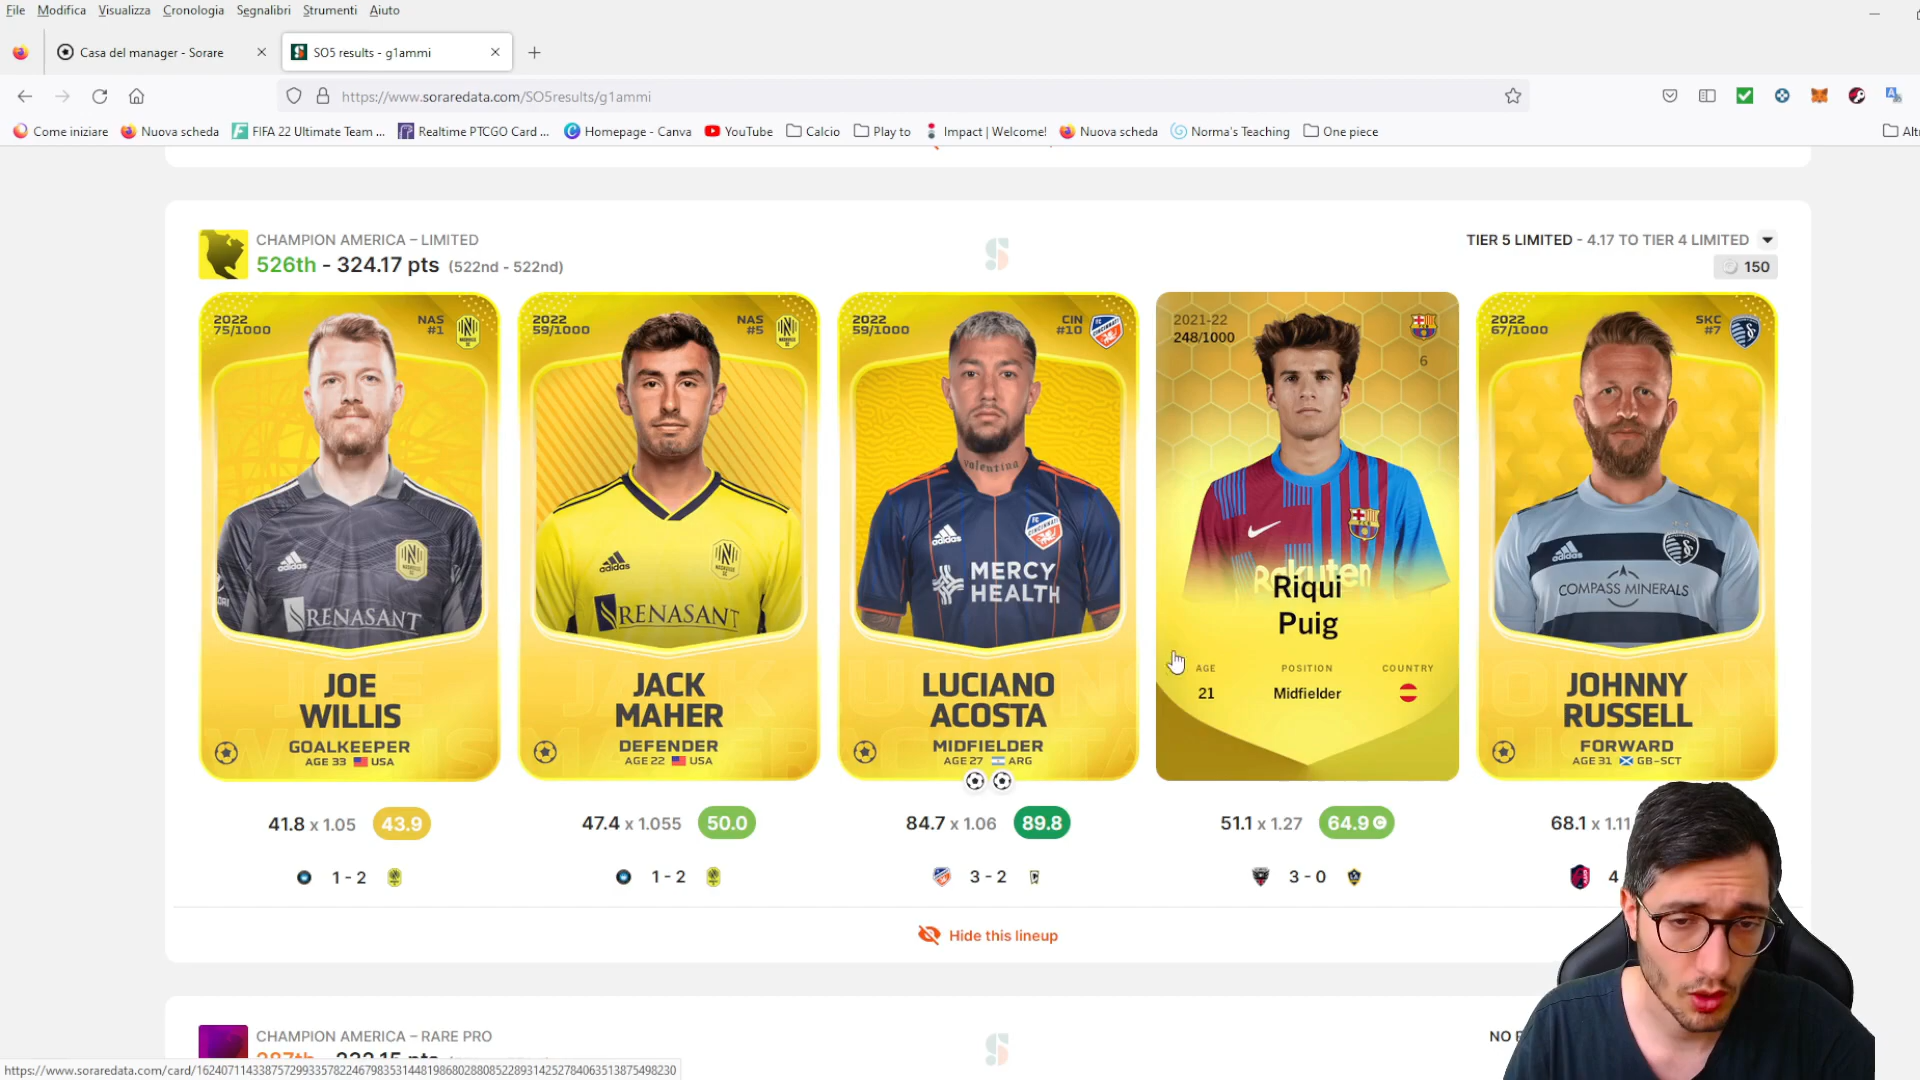 File Modifica Visualizza Cronologia Segnalibri Strumenti Aiuto
Casa del manager - Sorare
SO5 results - g1ammi
https://www.soraredata.com/SO5results/g1ammi
Come iniziare
Nuova scheda
FIFA 22 Ultimate Team ...
Realtime PTCGO Card ...
Homepage - Canva
YouTube
Calcio
Play to
Impact | Welcome!
Nuova scheda
Norma's Teaching
One piece
CHAMPION AMERICA – LIMITED
526th - 324.17 pts (522nd - 522nd)
TIER 5 LIMITED - 4.17 TO TIER 4 LIMITED
150
2022
75/1000
NAS
#1
RENASANT
JOE
WILLIS
GOALKEEPER
AGE 33 USA
2022
59/1000
NAS
#5
adidas
RENASANT
JACK
MAHER
DEFENDER
AGE 22 USA
2022
59/1000
CIN
#10
valentina
adidas
MERCY
HEALTH
LUCIANO
ACOSTA
MIDFIELDER
AGE 27 ARG
2021-22
248/1000
6
Rakuten
Riqui
Puig
AGE
POSITION
COUNTRY
21
Midfielder
2022
67/1000
SKC
#7
adidas
COMPASS MINERALS
JOHNNY
RUSSELL
FORWARD
AGE 31 GB-SCT
41.8 x 1.05 43.9
47.4 x 1.055 50.0
84.7 x 1.06 89.8
51.1 x 1.27 64.9 C
68.1 x 1.11
1 - 2
1 - 2
3 - 2
3 - 0
4
Hide this lineup
CHAMPION AMERICA – RARE PRO
https://www.soraredata.com/card/16240711433875729933578224679835314481986802880852289314252784063513875498230